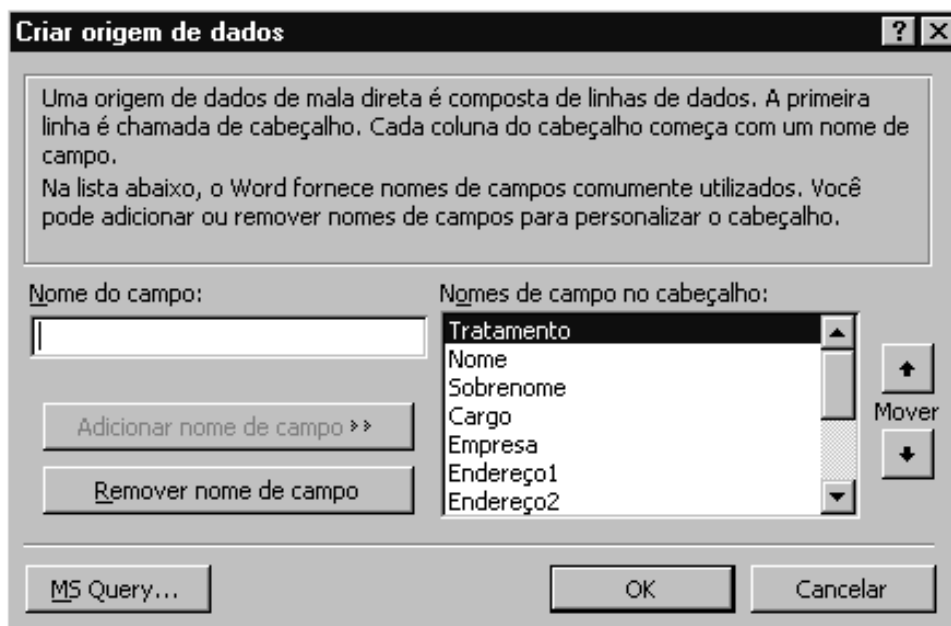 Criar origem de dados
Uma origem de dados de mala direta é composta de linhas de dados. A primeira
linha é chamada de cabeçalho. Cada coluna do cabeçalho começa com um nome de
campo.
Na lista abaixo, o Word fornece nomes de campos comumente utilizados. Você
pode adicionar ou remover nomes de campos para personalizar o cabeçalho.
Nome do campo:
Nomes de campo no cabeçalho:
Tratamento
Nome
Sobrenome
Cargo
Empresa
Endereço1
Endereço2
Mover
Adicionar nome de campo >>
Remover nome de campo
MS Query...
OK
Cancelar